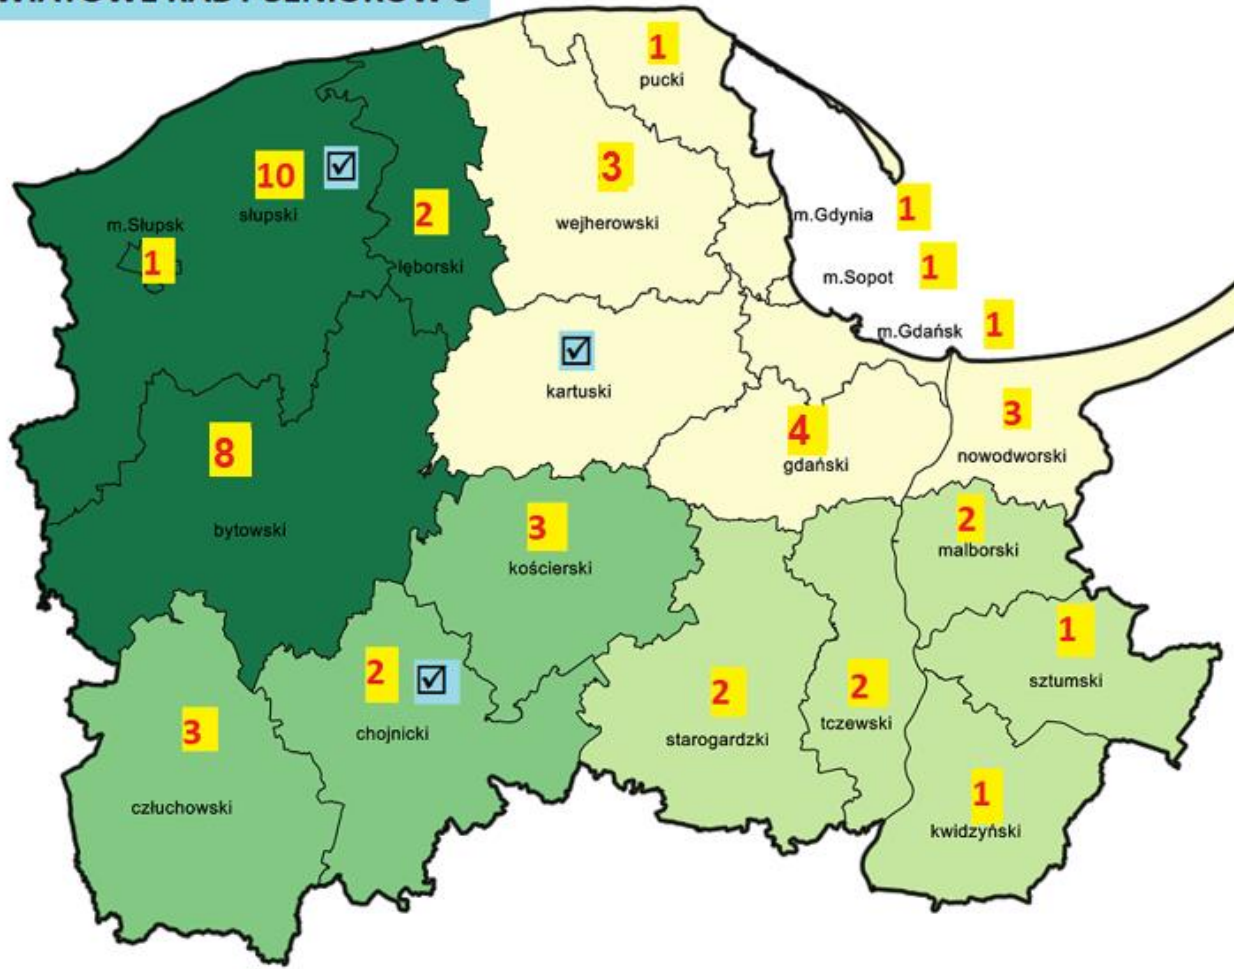 RADY SENIORÓW
1
pucki
10 ☑
słupski
2
lęborski
3
wejherowski
m.Słupsk
1
m.Gdynia 1
m.Sopot 1
m.Gdańsk 1
☑
kartuski
4
gdański
3
nowodworski
8
bytowski
3
kościerski
2
malborski
1
sztumski
3
człuchowski
2 ☑
chojnicki
2
starogardzki
2
tczewski
1
kwidzyński